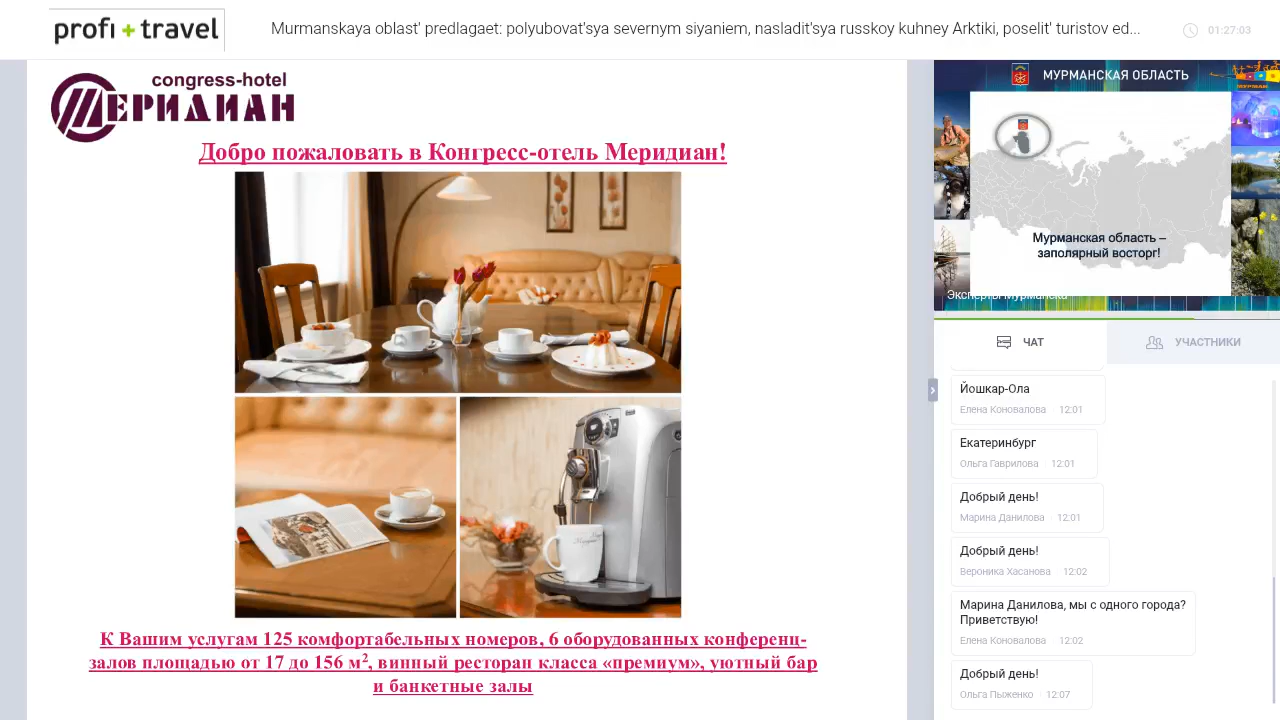 profi + travel
Murmanskaya oblast' predlagaet: polyubovat'sya severnym siyaniem, nasladit'sya russkoy kuhney Arktiki, poselit' turistov ed...
01:27:03
congress-hotel
МЕРИДИАН
Добро пожаловать в Конгресс-отель Меридиан!
К Вашим услугам 125 комфортабельных номеров, 6 оборудованных конференц-
залов площадью от 17 до 156 м², винный ресторан класса «премиум», уютный бар
и банкетные залы
МУРМАНСКАЯ ОБЛАСТЬ
Мурманская область –
заполярный восторг!
Эксперты Мурманска
ЧАТ
УЧАСТНИКИ
Йошкар-Ола
Елена Коновалова 12:01
Екатеринбург
Ольга Гаврилова 12:01
Добрый день!
Марина Данилова 12:01
Добрый день!
Вероника Хасанова 12:02
Марина Данилова, мы с одного города?
Приветствую!
Елена Коновалова 12:02
Добрый день!
Ольга Пыженко 12:07